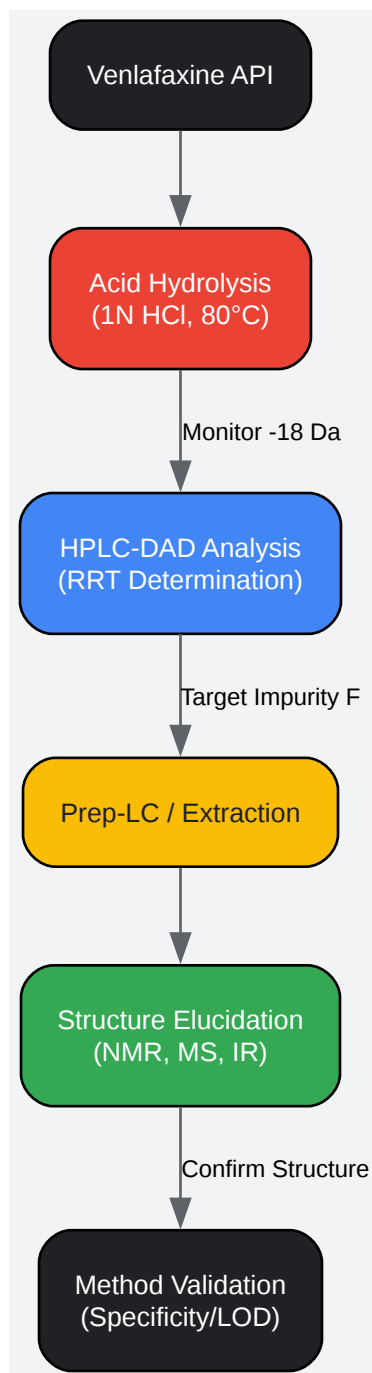 Venlafaxine API
Acid Hydrolysis
(1N HCl, 80°C)
Monitor -18 Da
HPLC-DAD Analysis
(RRT Determination)
Target Impurity F
Prep-LC / Extraction
Structure Elucidation
(NMR, MS, IR)
Confirm Structure
Method Validation
(Specificity/LOD)